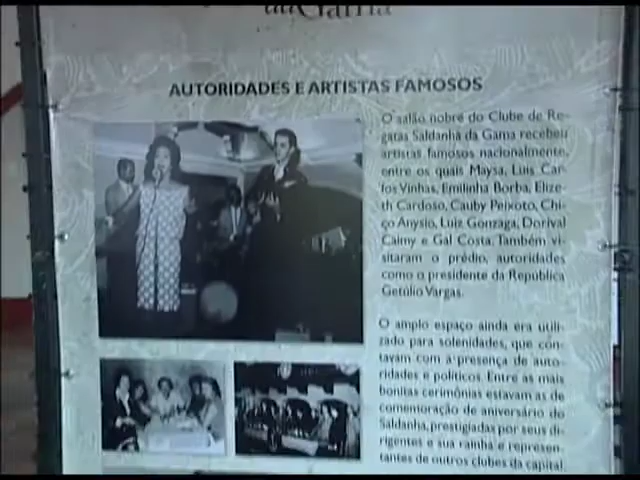 da Gama
AUTORIDADES E ARTISTAS FAMOSOS
O salão nobre do Clube de Re-
gatas Saldanha da Gama recebeu
artistas famosos nacionalmente,
entre os quais Maysa, Luis Car-
los Vinhas, Emilinha Borba, Elize-
th Cardoso, Cauby Peixoto, Chi-
co Anysio, Luiz Gonzaga, Dorival
Caimy e Gal Costa. Também vi-
sitaram o prédio, autoridades
como o presidente da República
Getúlio Vargas.
O amplo espaço ainda era utili-
zado para solenidades, que con-
tavam com a presença de auto-
ridades e políticos. Entre as mais
bonitas cerimônias estavam as de
comemoração de aniversário do
Saldanha, prestigiadas por seus di-
rigentes e sua rainha e represen-
tantes de outros clubes da capital.